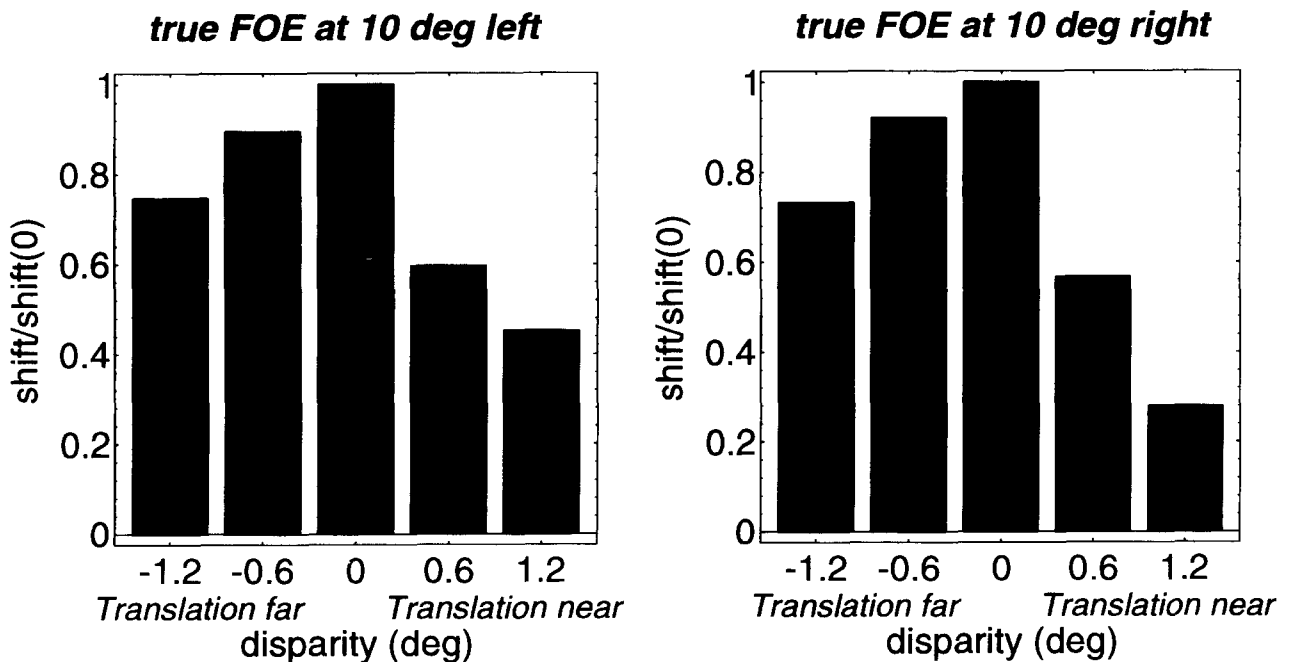 true FOE at 10 deg left
1
0.8
0.6
0.4
0.2
0
shift/shift(0)
-1.2 -0.6 0 0.6 1.2
Translation far Translation near
disparity (deg)
true FOE at 10 deg right
1
0.8
0.6
0.4
0.2
0
shift/shift(0)
-1.2 -0.6 0 0.6 1.2
Translation far Translation near
disparity (deg)